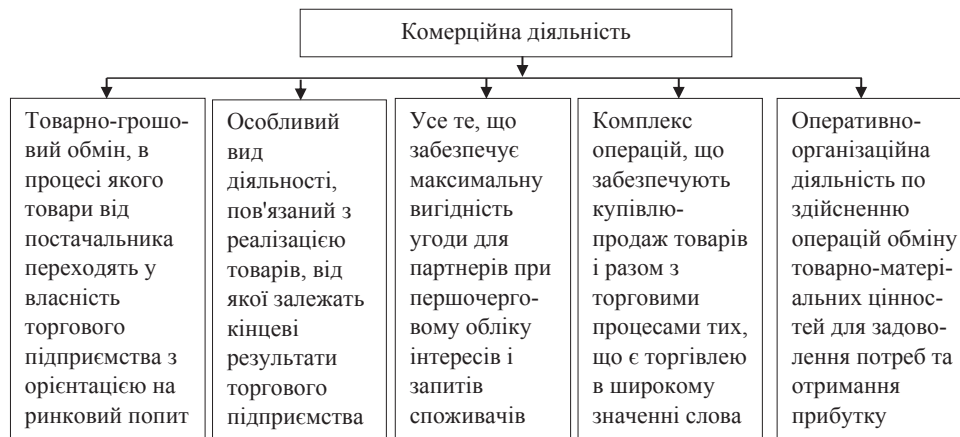 Комерційна діяльність
Товарно-грошо-
вий обмін, в
процесі якого
товари від
постачальника
переходять у
власність
торгового
підприємства з
орієнтацією на
ринковий попит
Особливий
вид
діяльності,
пов'язаний з
реалізацією
товарів, від
якої залежать
кінцеві
результати
торгового
підприємства
Усе те, що
забезпечує
максимальну
вигідність
угоди для
партнерів при
першочерго-
вому обліку
інтересів і
запитів
споживачів
Комплекс
операцій, що
забезпечують
купівлю-
продаж товарів
і разом з
торговими
процесами тих,
що є торгівлею
в широкому
значенні слова
Оперативно-
організаційна
діяльність по
здійсненню
операцій обміну
товарно-матері-
альних ціннос-
тей для задово-
лення потреб та
отримання
прибутку